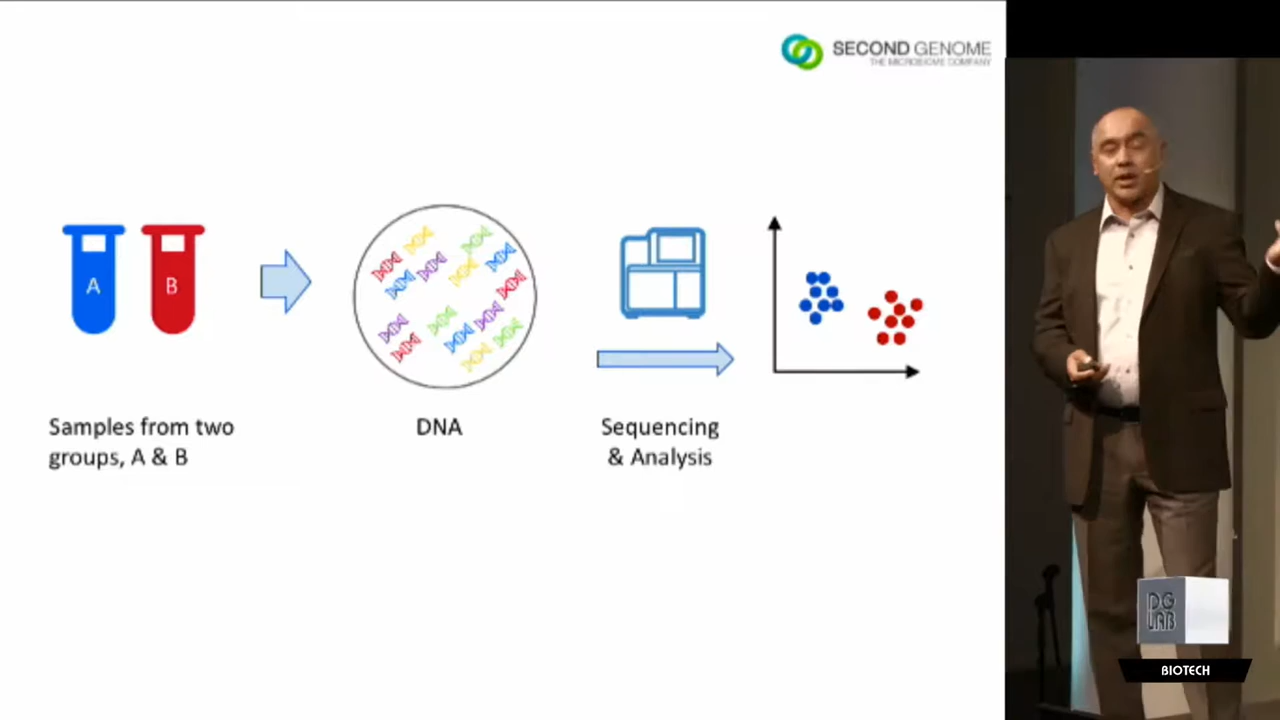 SECOND GENOME
THE MICROBIOME COMPANY
A
B
Samples from two
groups, A & B
DNA
Sequencing
& Analysis
DG
LAB
BIOTECH